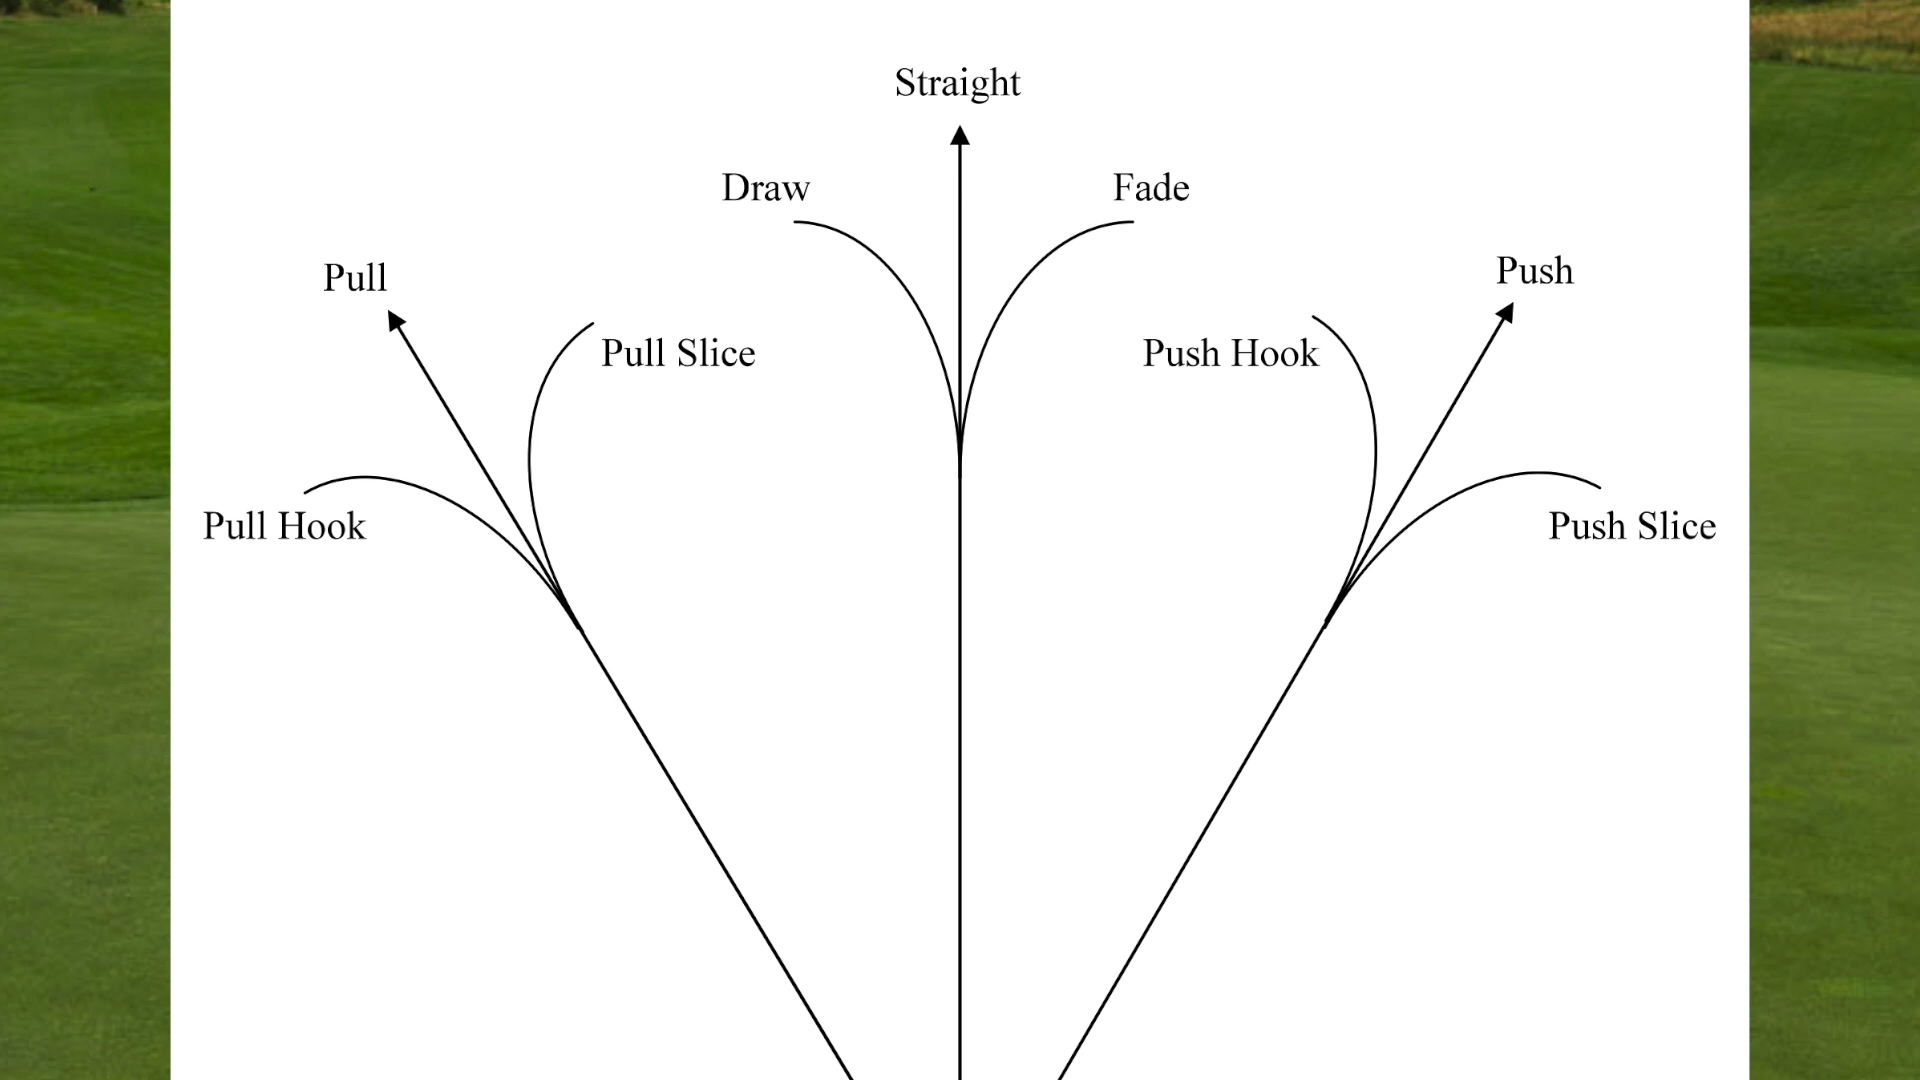 Straight
Draw
Fade
Pull
Push
Pull Slice
Push Hook
Pull Hook
Push Slice